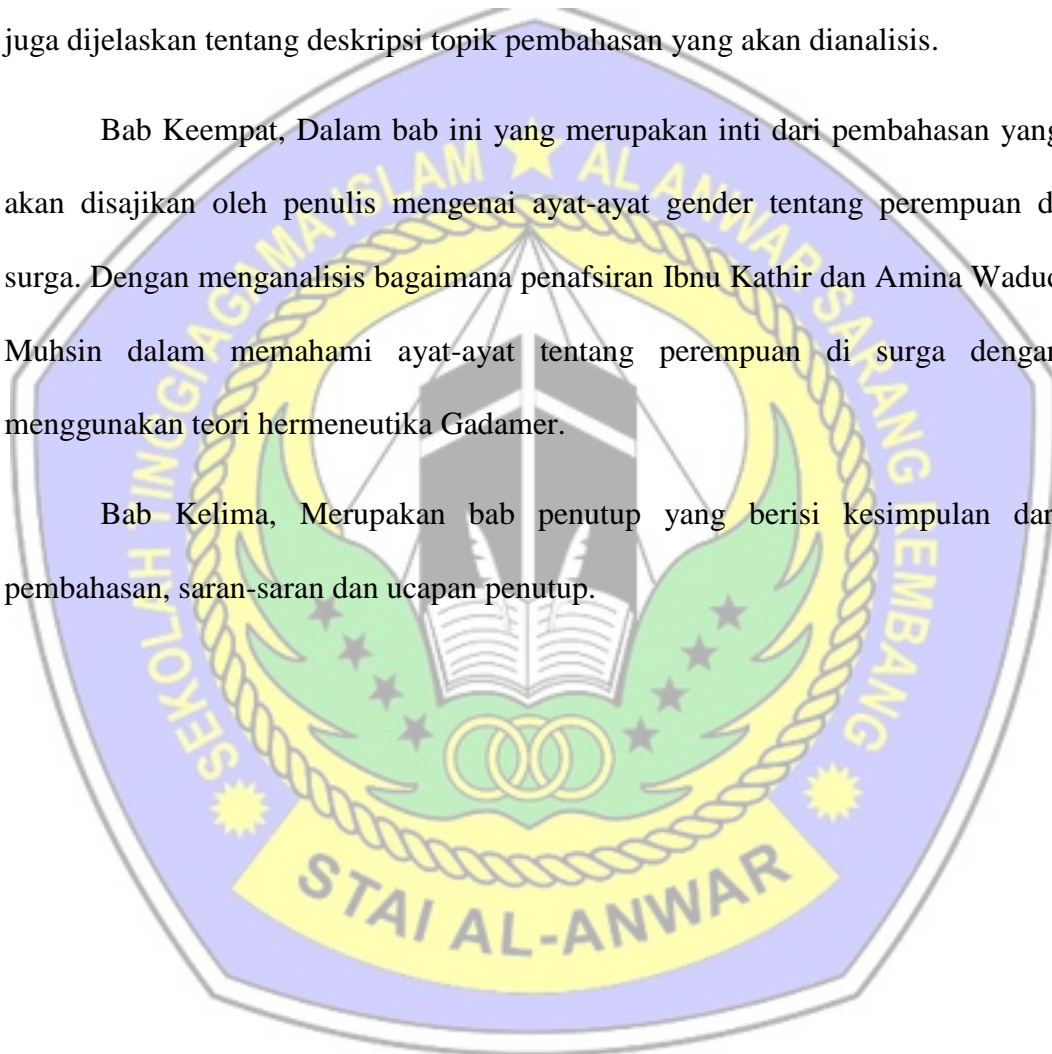 juga dijelaskan tentang deskripsi topik pembahasan yang akan dianalisis.
Bab Keempat, Dalam bab ini yang merupakan inti dari pembahasan yang
akan disajikan oleh penulis mengenai ayat-ayat gender tentang perempuan d
surga. Dengan menganalisis bagaimana penafsiran Ibnu Kathir dan Amina Wadud
Muhsin dalam memahami ayat-ayat tentang perempuan di surga dengan
menggunakan teori hermeneutika Gadamer.
Bab Kelima, Merupakan bab penutup yang berisi kesimpulan dar
pembahasan, saran-saran dan ucapan penutup.
SEKOLAH TINGGI AGAMA ISLAM AL ANWAR SARANG REMBANG
STAI AL-ANWAR